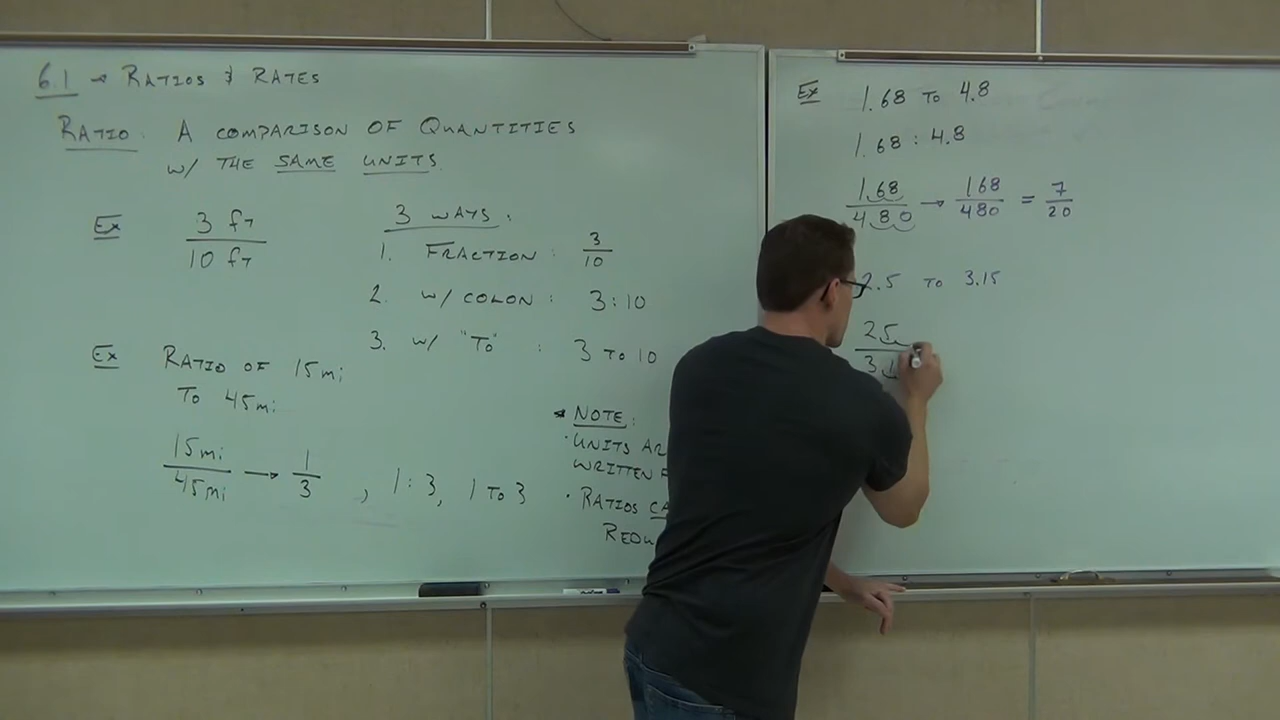 6.1 → RATIOS & RATES
RATIO: A COMPARISON OF QUANTITIES
W/ THE SAME UNITS.
Ex 3 ft
10 ft
3 WAYS:
1. FRACTION: 3
10
2. W/ COLON: 3:10
3. W/ "TO": 3 TO 10
Ex RATIO OF 15mi
TO 45mi
15mi
45mi → 1
3 , 1:3, 1 TO 3
* NOTE:
· UNITS
WRITTEN
· RATIOS
Ex 1.68 TO 4.8
1.68 : 4.8
1.68
4.80 → 168
480 = 7
20
2.5 TO 3.15